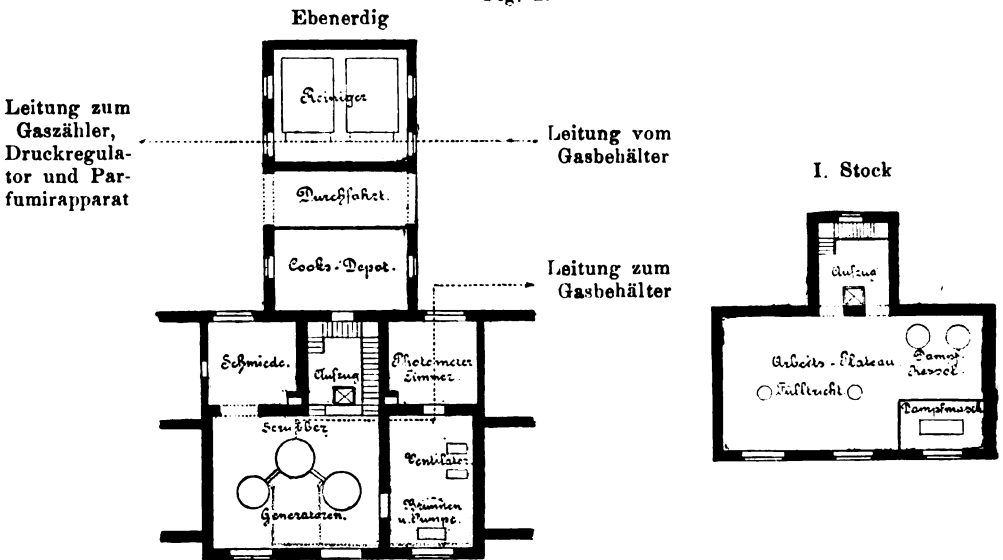 Ebenerdig
Reiniger
Leitung zum
Gaszähler,
Druckregula-
tor und Par-
fumirapparat
Leitung vom
Gasbehälter
Durchfahrt.
Cooks-Depot.
Leitung zum
Gasbehälter
Schmiede.
Aufzug
Photometer
Zimmer.
Scrubber
Ventilator
Generatoren.
Brunnen
u. Pumpe.
I. Stock
Aufzug
Arbeits-Plateau
Dampf
Kessel.
Fülltricht.
Dampfmasch.